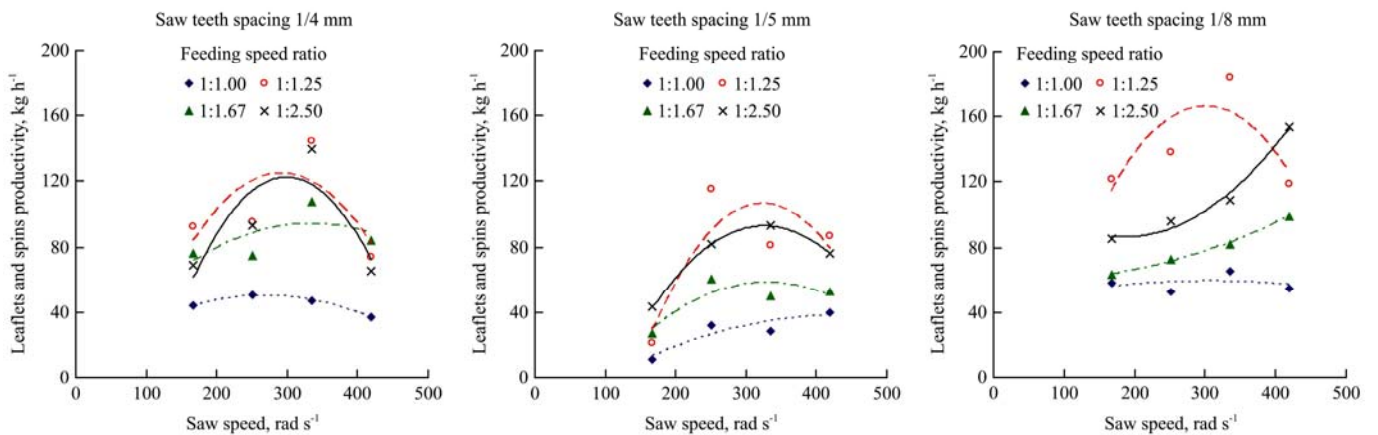 Saw teeth spacing 1/4 mm
Feeding speed ratio
1:1.00 1:1.25
1:1.67 1:2.50
Leaflets and spins productivity, kg h⁻¹
200
160
120
80
40
0
0 100 200 300 400 500
Saw speed, rad s⁻¹
Saw teeth spacing 1/5 mm
Feeding speed ratio
1:1.00 1:1.25
1:1.67 1:2.50
Leaflets and spins productivity, kg h⁻¹
200
160
120
80
40
0
0 100 200 300 400 500
Saw speed, rad s⁻¹
Saw teeth spacing 1/8 mm
Feeding speed ratio
1:1.00 1:1.25
1:1.67 1:2.50
Leaflets and spins productivity, kg h⁻¹
200
160
120
80
40
0
0 100 200 300 400 500
Saw speed, rad s⁻¹